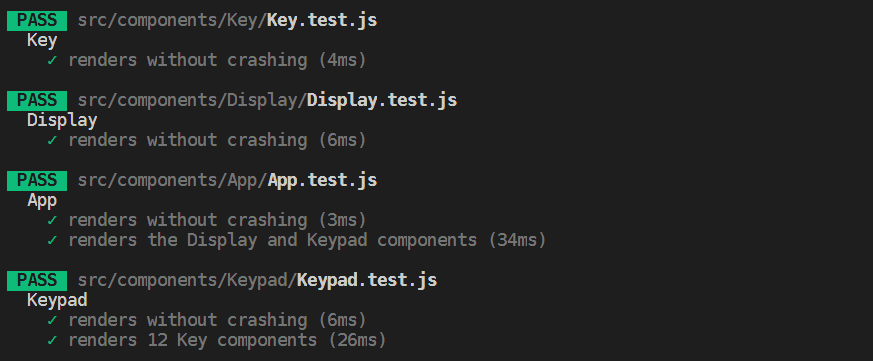 PASS src/components/Key/Key.test.js
Key
✓ renders without crashing (4ms)
PASS src/components/Display/Display.test.js
Display
✓ renders without crashing (6ms)
PASS src/components/App/App.test.js
App
✓ renders without crashing (3ms)
✓ renders the Display and Keypad components (34ms)
PASS src/components/Keypad/Keypad.test.js
Keypad
✓ renders without crashing (6ms)
✓ renders 12 Key components (26ms)